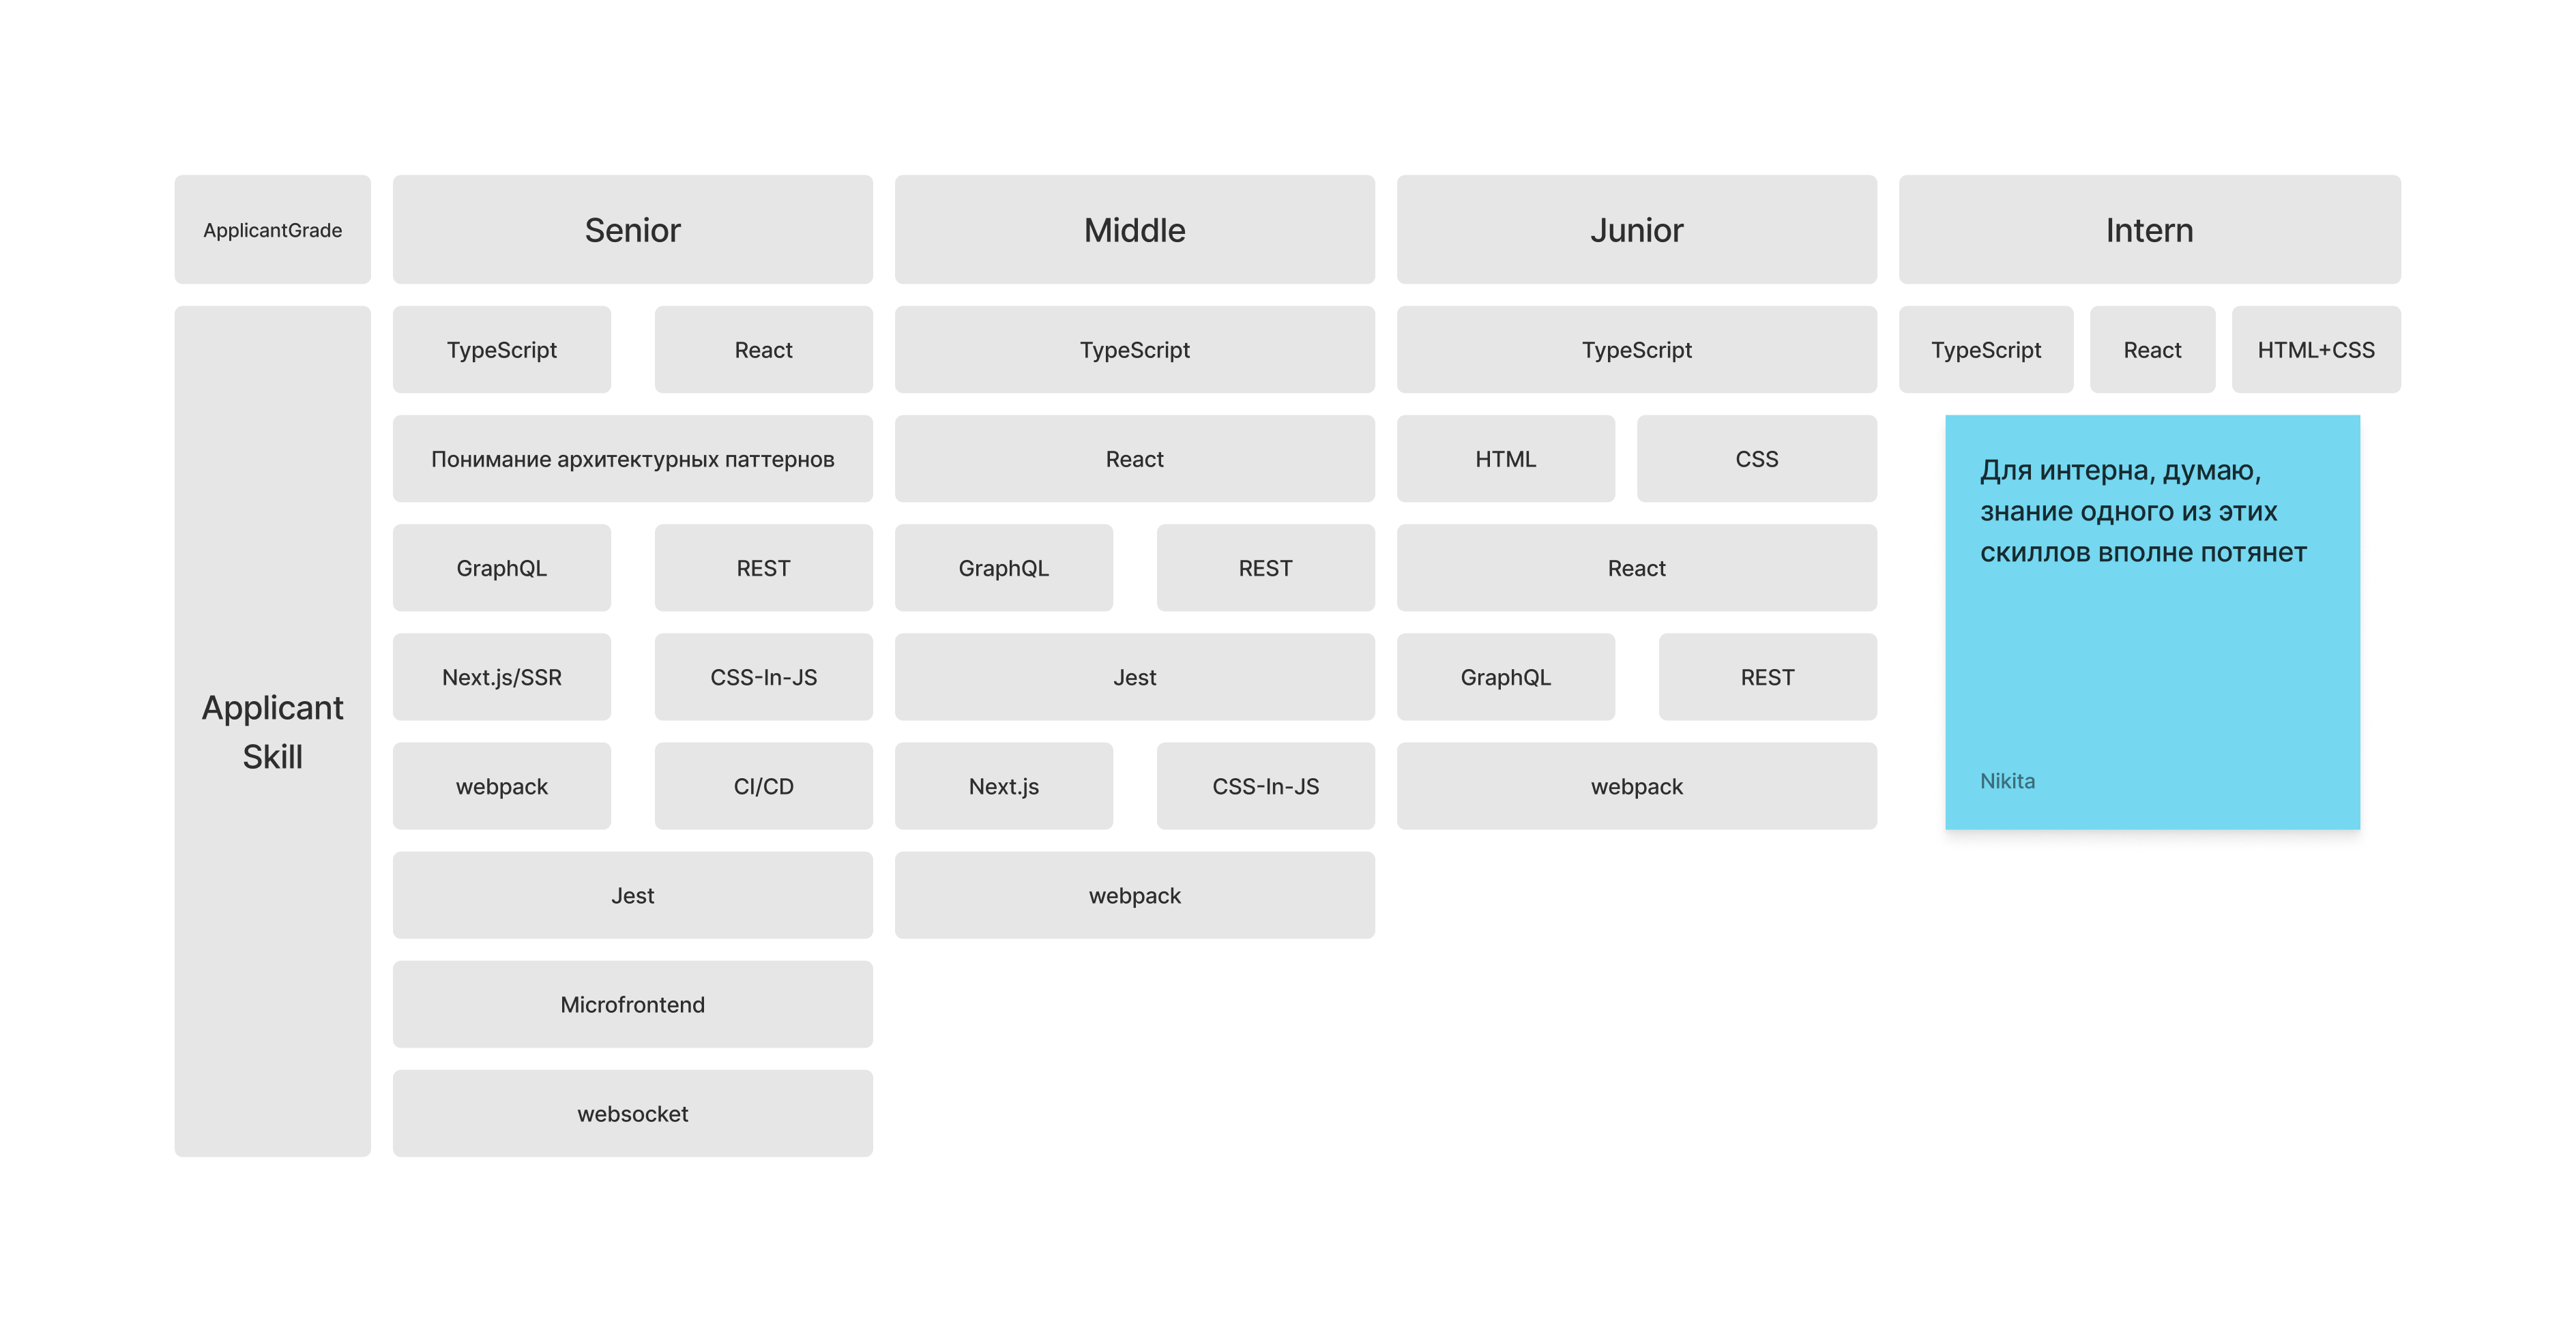 ApplicantGrade
Senior
Middle
Junior
Intern
Applicant
Skill
TypeScript
React
TypeScript
TypeScript
TypeScript
React
HTML+CSS
Понимание архитектурных паттернов
React
HTML
CSS
Для интерна, думаю,
знание одного из этих
скиллов вполне потянет
Nikita
GraphQL
REST
GraphQL
REST
React
Next.js/SSR
CSS-In-JS
Jest
GraphQL
REST
webpack
CI/CD
Next.js
CSS-In-JS
webpack
Jest
webpack
Microfrontend
websocket